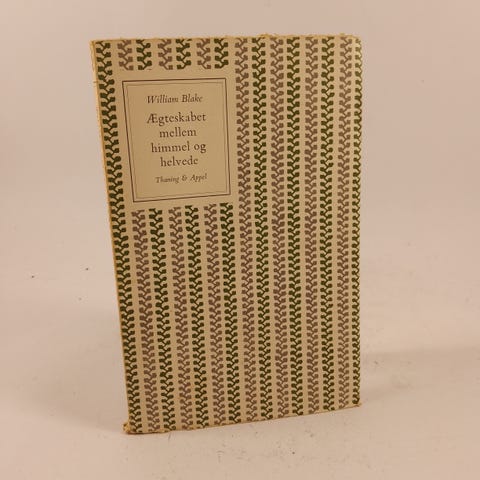 William Blake
Ægteskabet
mellem
himmel og
helvede
Thaning & Appel